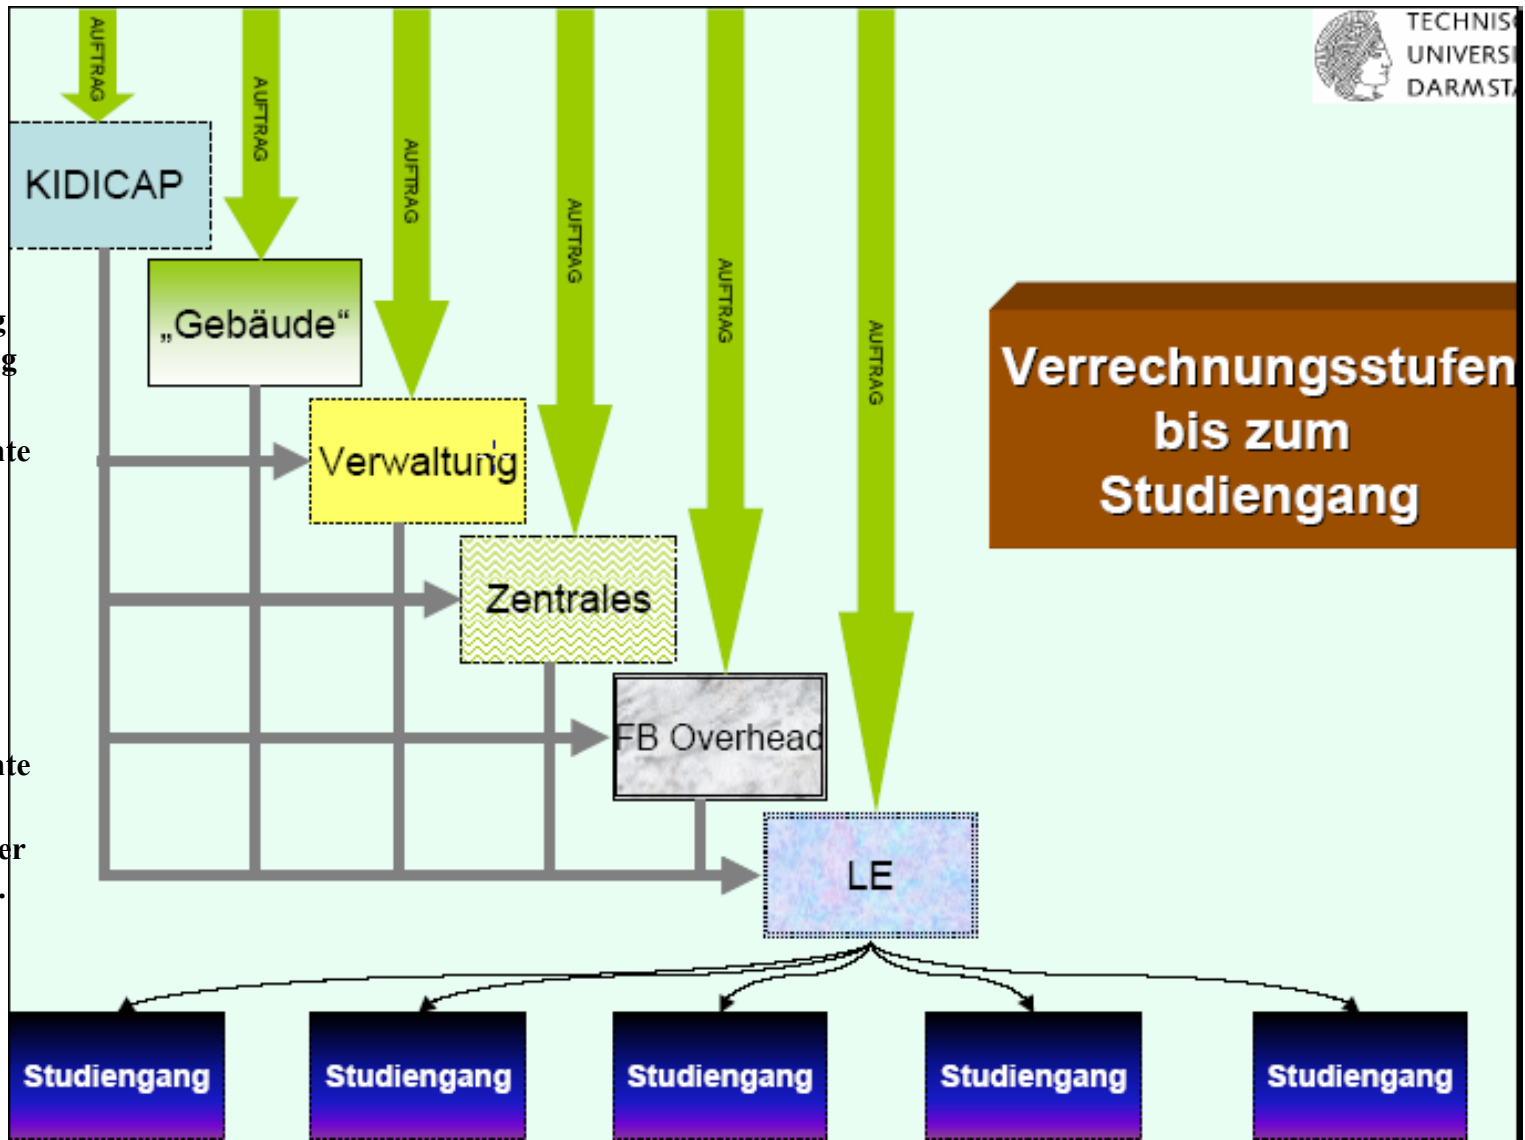 AUFTRAG
AUFTRAG
AUFTRAG
AUFTRAG
AUFTRAG
AUFTRAG
TECHNIS
UNIVERSI
DARMST
KIDICAP
„Gebäude“
Verrechnungsstufen
bis zum
Studiengang
Verwaltung
Zentrales
FB Overhead
LE
Studiengang
Studiengang
Studiengang
Studiengang
Studiengang